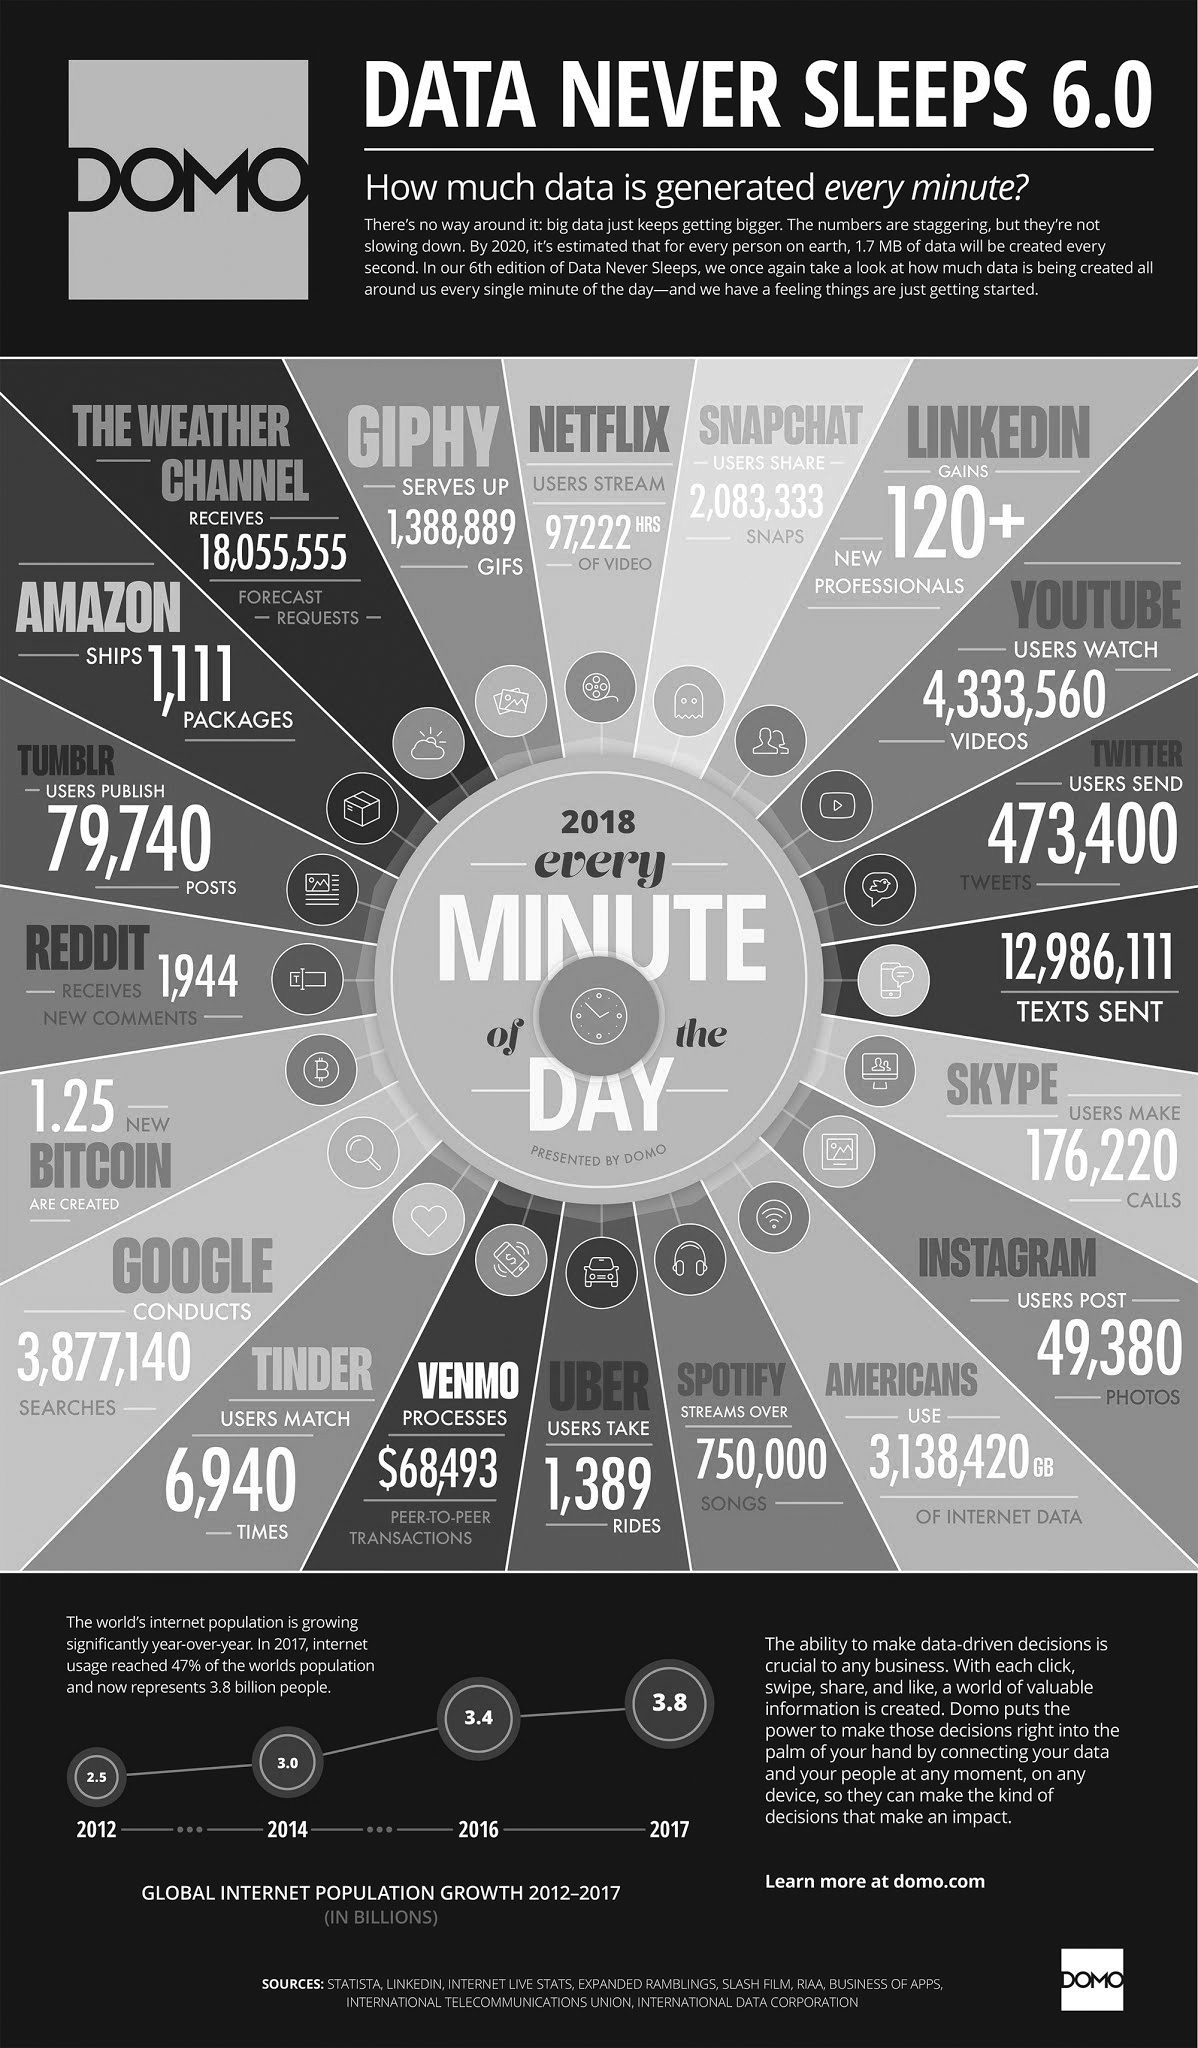 DOMO
DATA NEVER SLEEPS 6.0
How much data is generated every minute?
There's no way around it: big data just keeps getting bigger. The numbers are staggering, but they're not
slowing down. By 2020, it's estimated that for every person on earth, 1.7 MB of data will be created every
second. In our 6th edition of Data Never Sleeps, we once again take a look at how much data is being created all
around us every single minute of the day—and we have a feeling things are just getting started.
THE WEATHER
CHANNEL
RECEIVES
18,055,555
FORECAST
REQUESTS
GIPHY
SERVES UP
1,388,889
GIFS
NETFLIX
USERS STREAM
97,222 HRS
OF VIDEO
SNAPCHAT
USERS SHARE
2,083,333
SNAPS
LINKEDIN
GAINS
120+
NEW
PROFESSIONALS
YOUTUBE
USERS WATCH
4,333,560
VIDEOS
TWITTER
USERS SEND
473,400
TWEETS
12,986,111
TEXTS SENT
SKYPE
USERS MAKE
176,220
CALLS
INSTAGRAM
USERS POST
49,380
PHOTOS
AMERICANS
USE
3,138,420 GB
OF INTERNET DATA
SPOTIFY
STREAMS OVER
750,000
SONGS
UBER
USERS TAKE
1,389
RIDES
VENMO
PROCESSES
$68,493
PEER-TO-PEER
TRANSACTIONS
TINDER
USERS MATCH
6,940
TIMES
GOOGLE
CONDUCTS
3,877,140
SEARCHES
1.25 NEW
BITCOIN
ARE CREATED
REDDIT
RECEIVES 1,944
NEW COMMENTS
TUMBLR
USERS PUBLISH
79,740
POSTS
AMAZON
SHIPS 1,111
PACKAGES
2018
every
MINUTE
of the
DAY
PRESENTED BY DOMO
The world's internet population is growing
significantly year-over-year. In 2017, internet
usage reached 47% of the worlds population
and now represents 3.8 billion people.
2.5
3.0
3.4
3.8
2012
2014
2016
2017
GLOBAL INTERNET POPULATION GROWTH 2012–2017
(IN BILLIONS)
The ability to make data-driven decisions is
crucial to any business. With each click,
swipe, share, and like, a world of valuable
information is created. Domo puts the
power to make those decisions right into the
palm of your hand by connecting your data
and your people at any moment, on any
device, so they can make the kind of
decisions that make an impact.
Learn more at domo.com
SOURCES: STATISTA, LINKEDIN, INTERNET LIVE STATS, EXPANDED RAMBLINGS, SLASH FILM, RIAA, BUSINESS OF APPS,
INTERNATIONAL TELECOMMUNICATIONS UNION, INTERNATIONAL DATA CORPORATION
DOMO